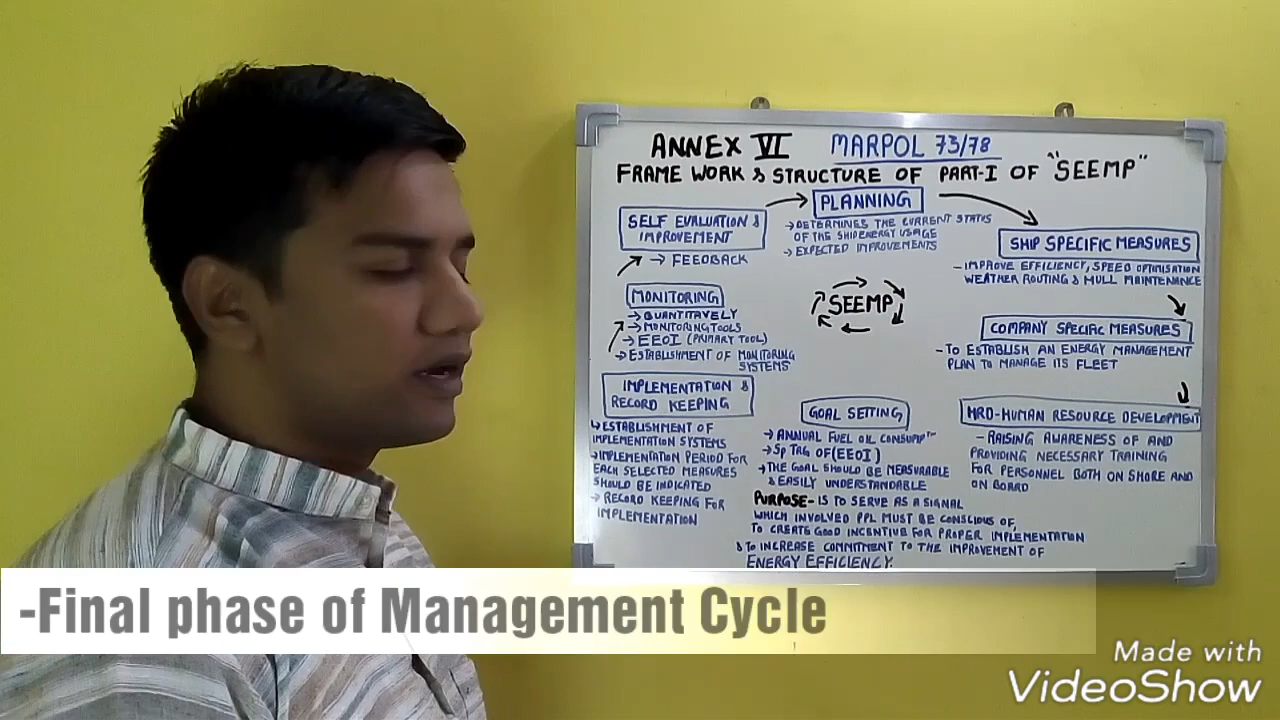 ANNEX VI MARPOL 73/78
FRAME WORK & STRUCTURE OF PART-I OF "SEEMP"
PLANNING
→DETERMINES THE CURRENT STATUS
OF THE SHIP ENERGY USAGE
→ EXPECTED IMPROVEMENTS
SHIP SPECIFIC MEASURES
- IMPROVE EFFICIENCY, SPEED OPTIMISATION
WEATHER ROUTING & HULL MAINTENANCE
COMPANY SPECIFIC MEASURES
- TO ESTABLISH AN ENERGY MANAGEMENT
PLAN TO MANAGE ITS FLEET
HRD-HUMAN RESOURCE DEVELOPMENT
- RAISING AWARENESS OF AND
PROVIDING NECESSARY TRAINING
FOR PERSONNEL BOTH ON SHORE AND
ON BOARD
GOAL SETTING
→ ANNUAL FUEL OIL CONSUMPTN
→ Sp TRG OF (EEOI)
→THE GOAL SHOULD BE MEASURABLE
& EASILY UNDERSTANDABLE
PURPOSE- IS TO SERVE AS A SIGNAL
WHICH INVOLVED PPL MUST BE CONSCIOUS OF,
TO CREATE GOOD INCENTIVE FOR PROPER IMPLEMENTATION
& TO INCREASE COMMITMENT TO THE IMPROVEMENT OF
ENERGY EFFICIENCY.
IMPLEMENTATION &
RECORD KEEPING
↳ESTABLISHMENT OF
IMPLEMENTATION SYSTEMS
→IMPLEMENTATION PERIOD FOR
EACH SELECTED MEASURES
SHOULD BE INDICATED
→ RECORD KEEPING FOR
IMPLEMENTATION
MONITORING
→QUANTITAVELY
→MONITORING TOOLS
→EEOI (PRIMARY TOOL)
→ESTABLISHMENT OF MONITORING
SYSTEMS
SELF EVALUATION &
IMPROVEMENT
→ FEEDBACK
SEEMP
-Final phase of Management Cycle
Made with
VideoShow